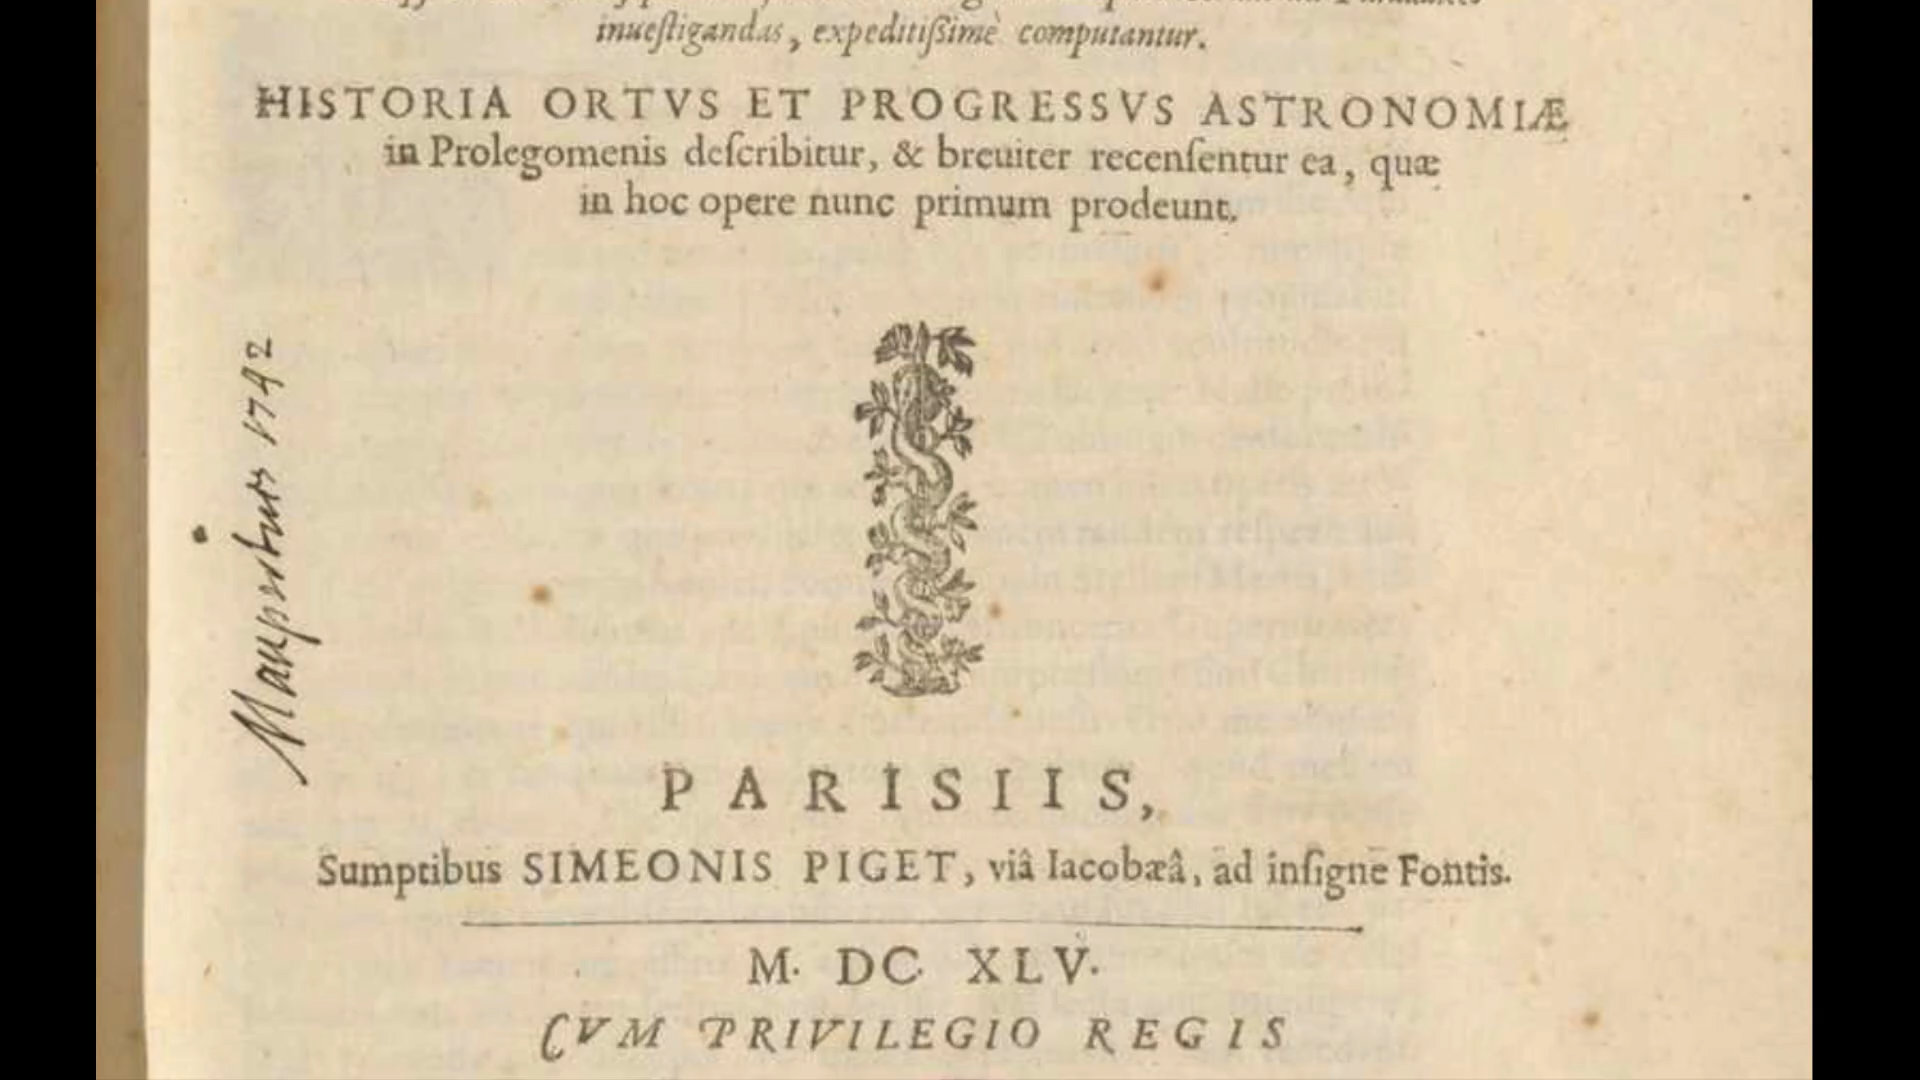 inueſtigandas, expeditiſsimè computantur.
HISTORIA ORTVS ET PROGRESSVS ASTRONOMIÆ
in Prolegomenis deſcribitur, & breuiter recenſentur ea, quæ
in hoc opere nunc primum prodeunt.
1742
PARISIIS,
Sumptibus SIMEONIS PIGET, viâ Iacobæâ, ad inſigne Fontis.
M. DC. XLV.
CVM PRIVILEGIO REGIS